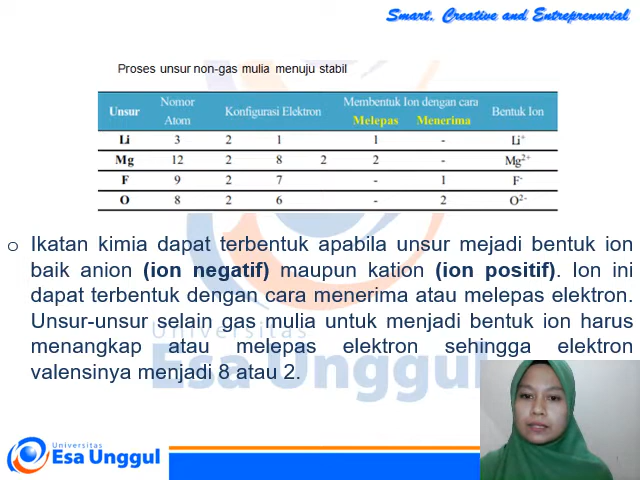 Smart, Creative and Entreprenurial
Proses unsur non-gas mulia menuju stabil
Unsur Nomor Atom Konfigurasi Elektron Membentuk Ion dengan cara Melepas Menerima Bentuk Ion
Li 3 2 1 1 - Li⁺
Mg 12 2 8 2 2 - Mg²⁺
F 9 2 7 - 1 F⁻
O 8 2 6 - 2 O²⁻
o Ikatan kimia dapat terbentuk apabila unsur mejadi bentuk ion
baik anion (ion negatif) maupun kation (ion positif). Ion ini
dapat terbentuk dengan cara menerima atau melepas elektron.
Unsur-unsur selain gas mulia untuk menjadi bentuk ion harus
menangkap atau melepas elektron sehingga elektron
valensinya menjadi 8 atau 2.
Universitas
Esa Unggul
Universitas
Esa Unggul